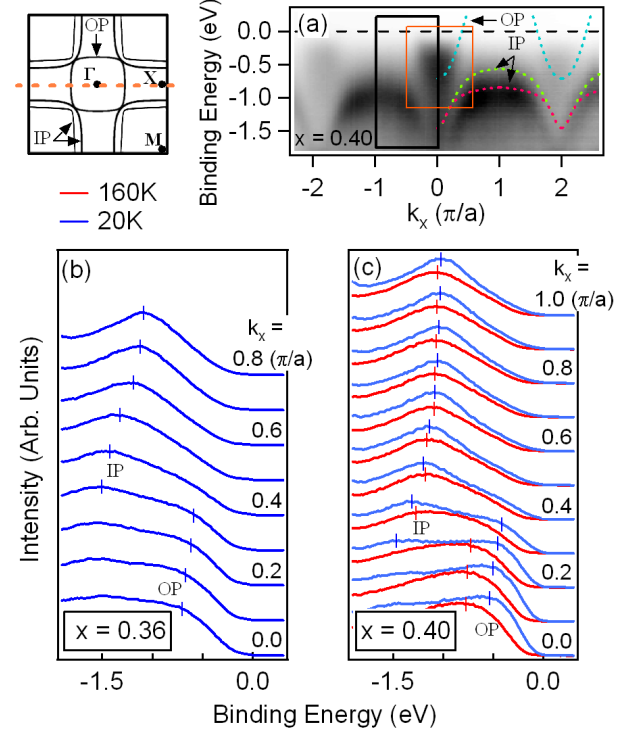 OP
Γ
X
IP
M
160K
20K
(a)
OP
IP
Binding Energy (eV)
0.0
-0.5
-1.0
-1.5
x = 0.40
-2
-1
0
1
2
kx (π/a)
(b)
kx =
0.8 (π/a)
0.6
IP
0.4
0.2
OP
x = 0.36
0.0
(c)
kx =
1.0 (π/a)
0.8
0.6
0.4
IP
0.2
x = 0.40
OP
0.0
Intensity (Arb. Units)
-1.5
0.0
-1.5
0.0
Binding Energy (eV)